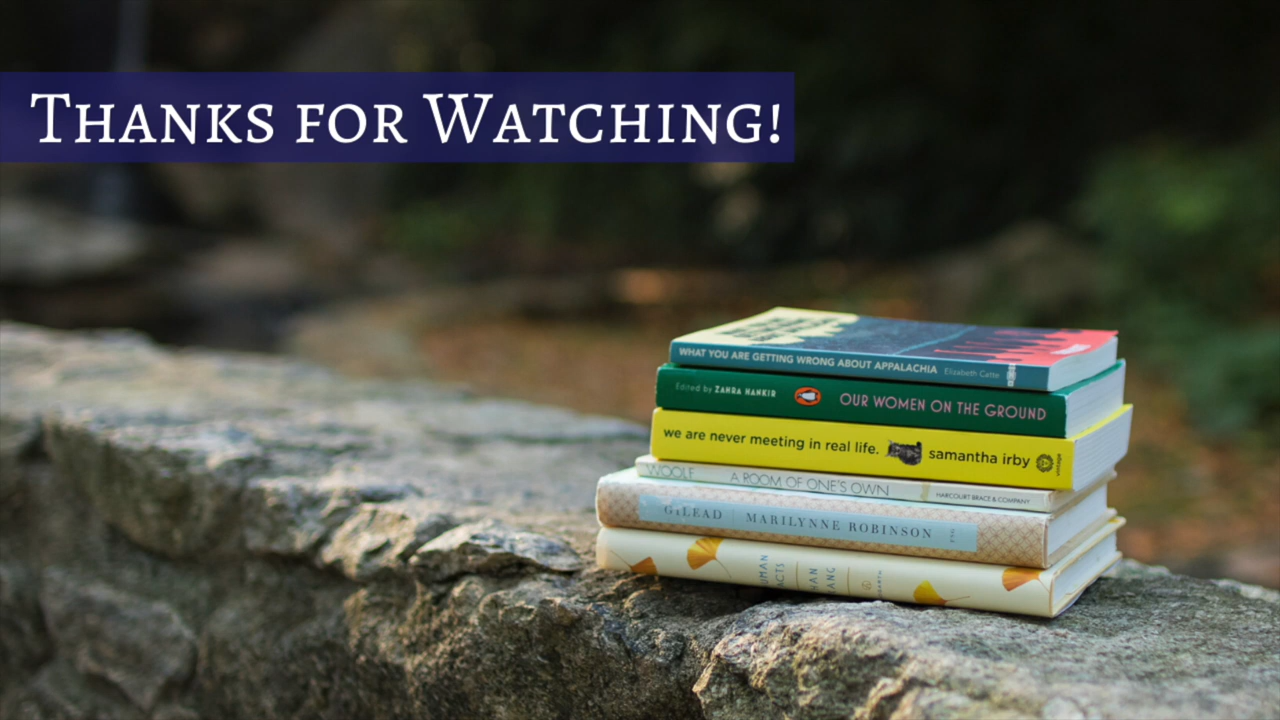 THANKS FOR WATCHING!
WHAT YOU ARE GETTING WRONG ABOUT APPALACHIA Elizabeth Catte
Edited by ZAHRA HANKIR OUR WOMEN ON THE GROUND
we are never meeting in real life. samantha irby vintage
WOOLF A ROOM OF ONE'S OWN HARCOURT BRACE & COMPANY
GILEAD MARILYNNE ROBINSON